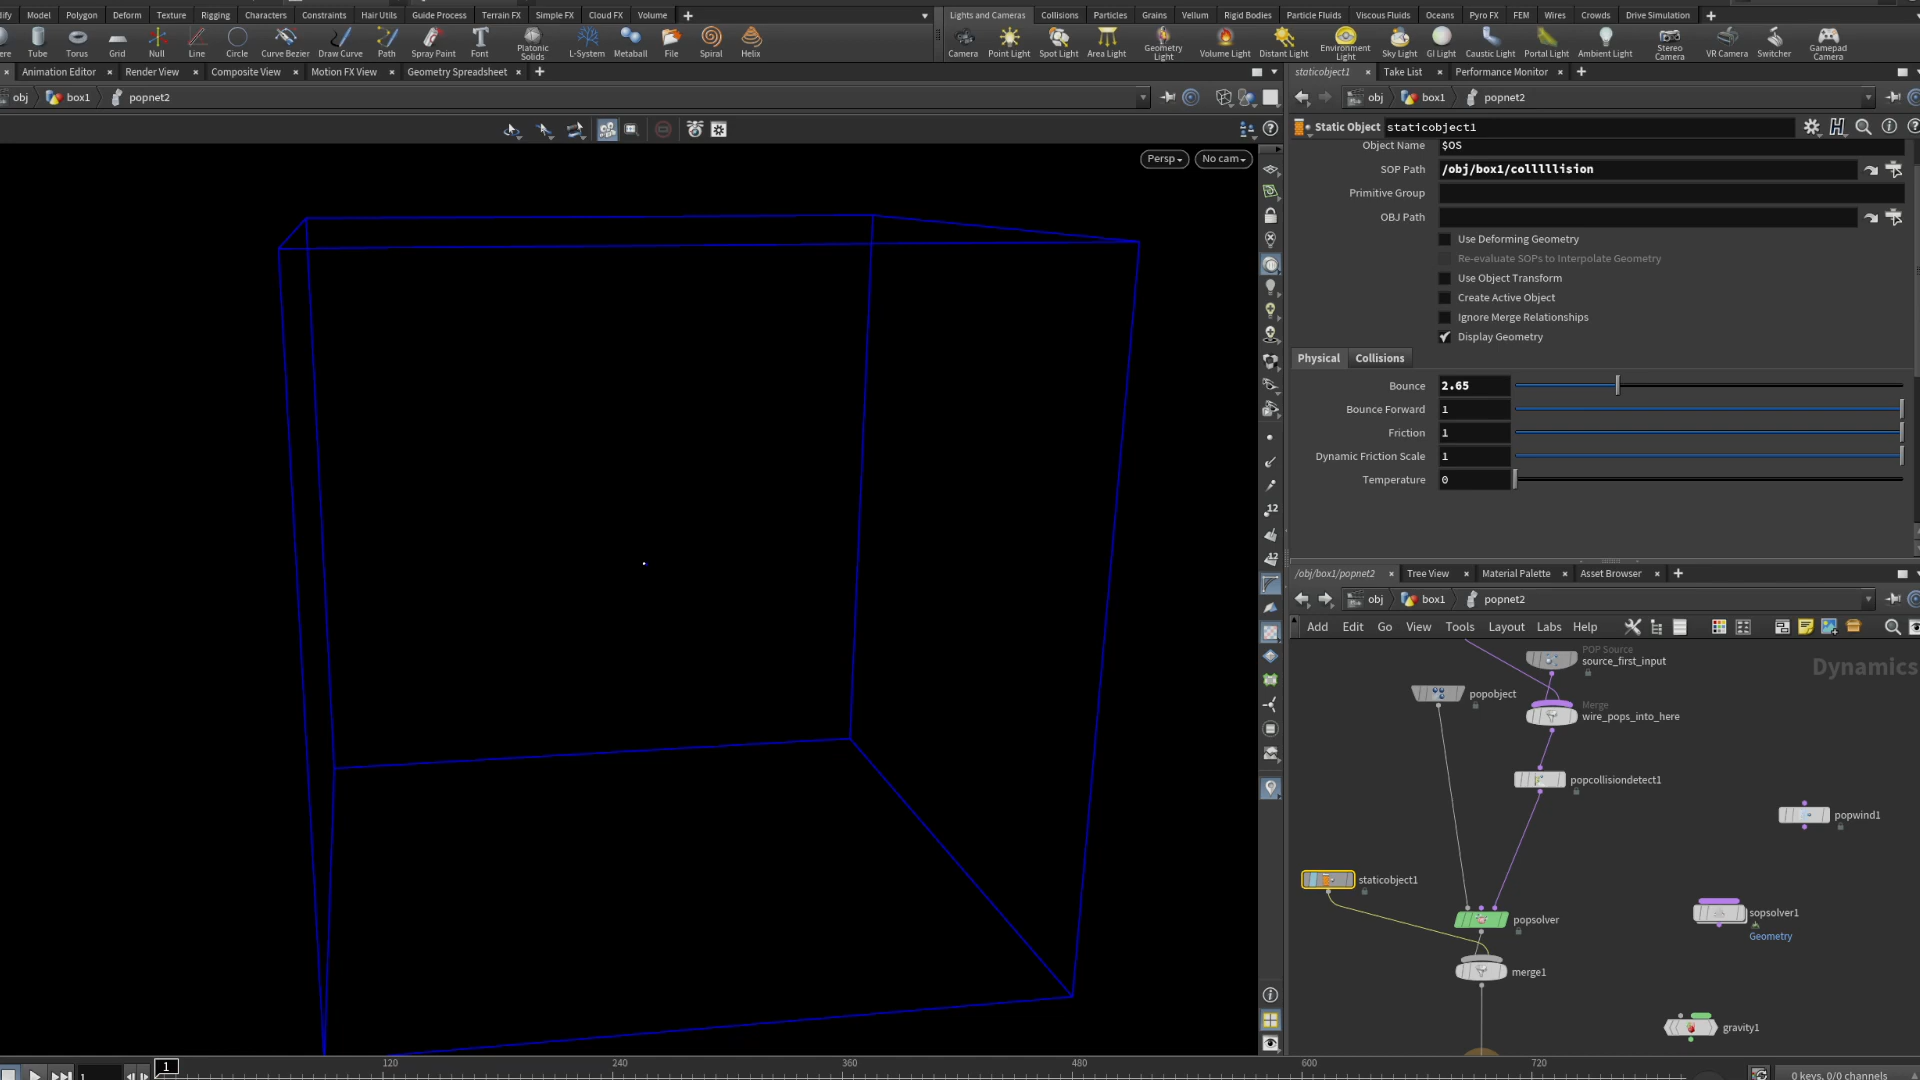 Model Polygon Deform Texture Rigging Characters Constraints Hair Utils Guide Process Terrain FX Simple FX Cloud FX Volume
Lights and Cameras Collisions Particles Grains Vellum Rigid Bodies Particle Fluids Viscous Fluids Oceans Pyro FX FEM Wires Crowds Drive Simulation
Tube Torus Grid Null Line Circle Curve Bezier Draw Curve Path Spray Paint Font Platonic Solids L-System Metaball File Spiral Helix
Camera Point Light Spot Light Area Light Geometry Light Volume Light Distant Light Environment Light Sky Light GI Light Caustic Light Portal Light Ambient Light Stereo Camera VR Camera Switcher Gamepad Camera
Animation Editor Render View Composite View Motion FX View Geometry Spreadsheet
staticobject1 Take List Performance Monitor
obj box1 popnet2
obj box1 popnet2
Static Object staticobject1
Object Name $OS
Persp No cam
SOP Path /obj/box1/colllllision
Primitive Group
OBJ Path
Use Deforming Geometry
Re-evaluate SOPs to Interpolate Geometry
Use Object Transform
Create Active Object
Ignore Merge Relationships
Display Geometry
Physical Collisions
Bounce 2.65
Bounce Forward 1
Friction 1
Dynamic Friction Scale 1
Temperature 0
/obj/box1/popnet2 Tree View Material Palette Asset Browser
obj box1 popnet2
Add Edit Go View Tools Layout Labs Help
POP Source
source_first_input
Dynamics
popobject
Merge
wire_pops_into_here
popcollisiondetect1
popwind1
staticobject1
popsolver
sopsolver1
Geometry
merge1
gravity1
1
1 120 240 360 480 600 720
0 keys, 0/0 channels